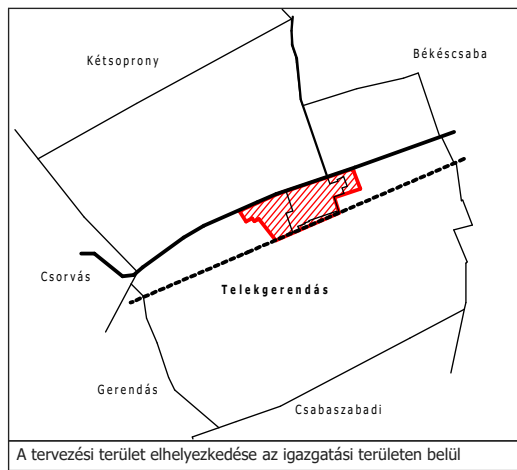 Békéscsaba
Kétsoprony
Csorvás
Telekgerendás
Gerendás
Csabaszabadi
A tervezési terület elhelyezkedése az igazgatási területen belül